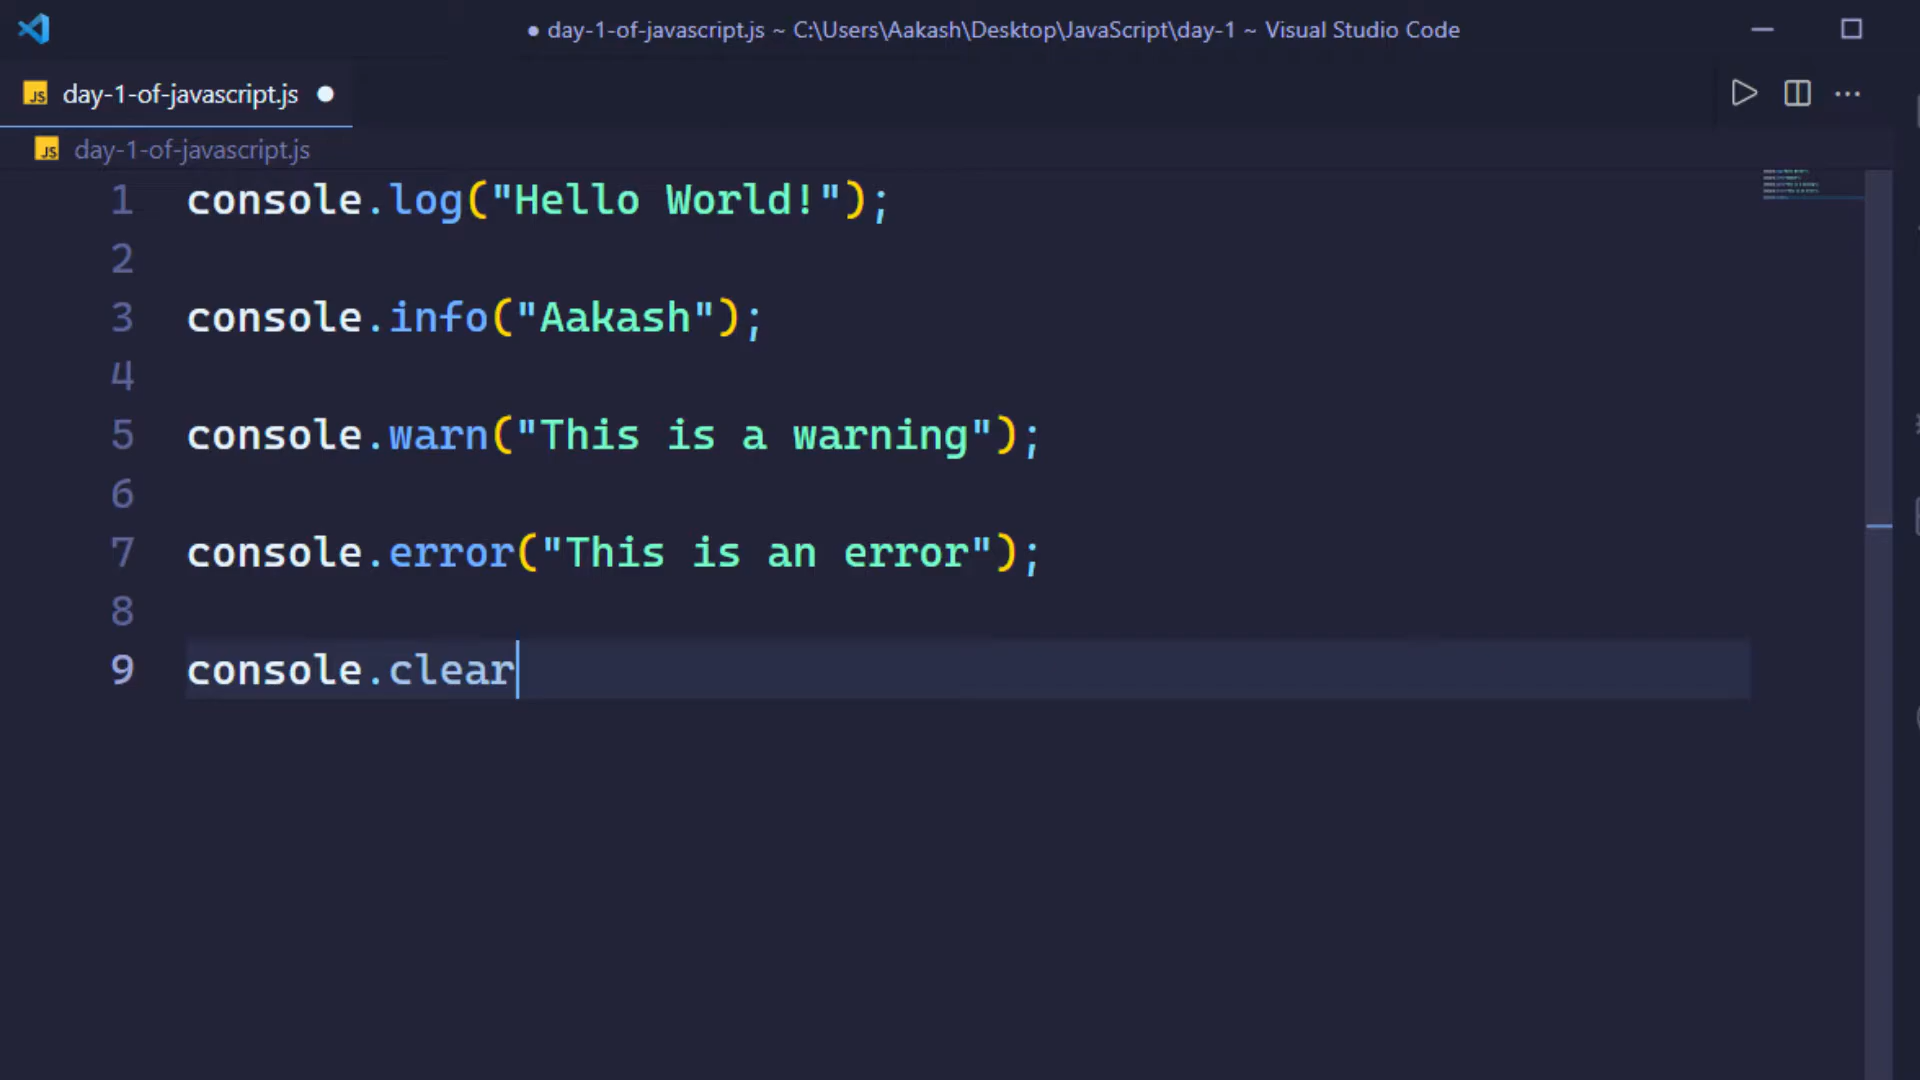 ● day-1-of-javascript.js ~ C:\Users\Aakash\Desktop\JavaScript\day-1 ~ Visual Studio Code
JS day-1-of-javascript.js ●
JS day-1-of-javascript.js
1 console.log("Hello World!");
2
3 console.info("Aakash");
4
5 console.warn("This is a warning");
6
7 console.error("This is an error");
8
9 console.clear